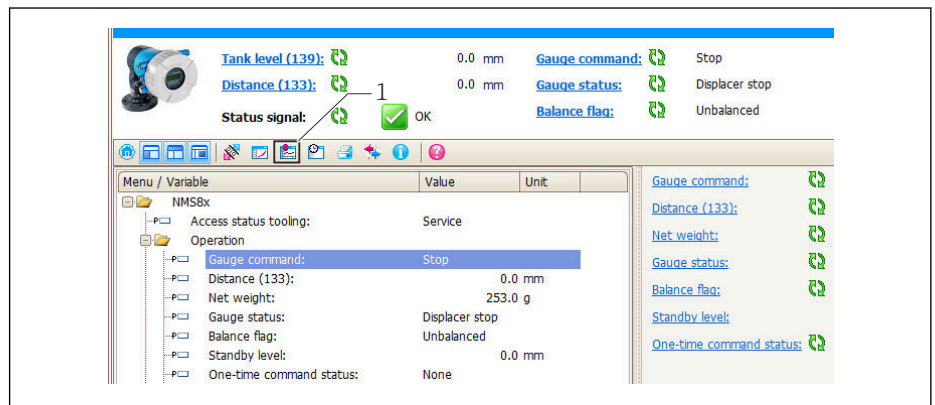 Tank level (139): 0.0 mm Gauge command: Stop
Distance (133): 0.0 mm Gauge status: Displacer stop
1
Status signal: OK Balance flag: Unbalanced
Menu / Variable Value Unit
NMS8x
Access status tooling: Service
Operation
Gauge command: Stop
Distance (133): 0.0 mm
Net weight: 253.0 g
Gauge status: Displacer stop
Balance flag: Unbalanced
Standby level: 0.0 mm
One-time command status: None
Gauge command:
Distance (133):
Net weight:
Gauge status:
Balance flag:
Standby level:
One-time command status: